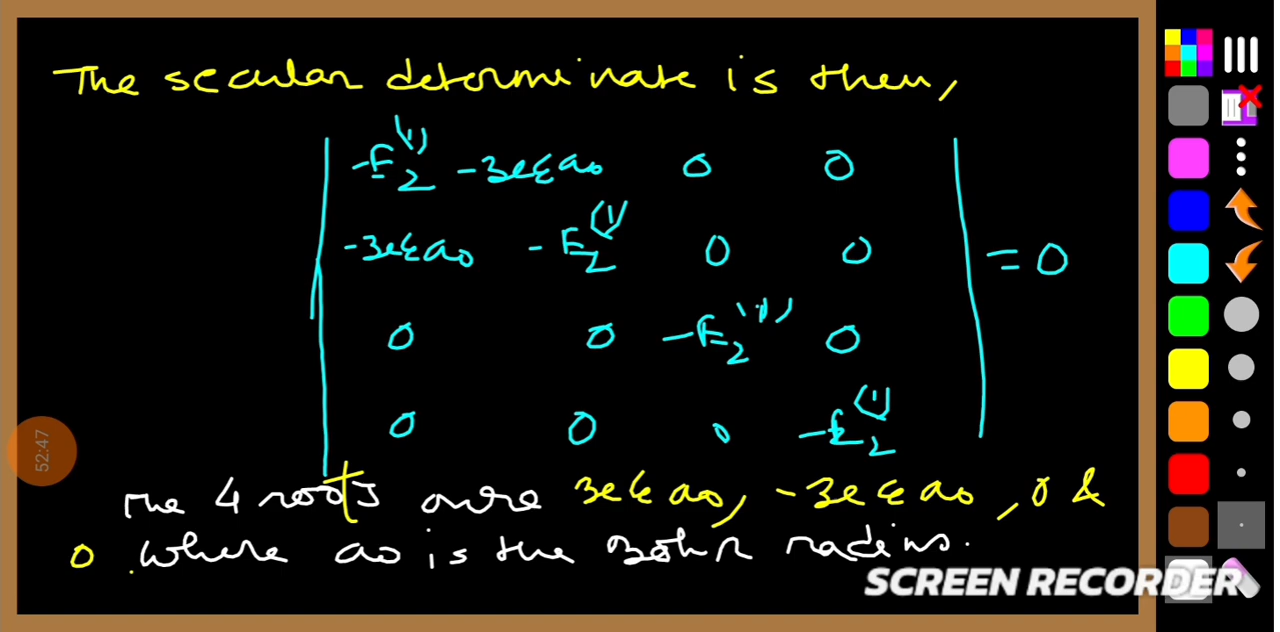 The secular determinate is then,
-E₂⁽¹⁾ -3eεa₀ 0 0
-3eεa₀ -E₂⁽¹⁾ 0 0
= 0
0 0 -E₂⁽¹⁾ 0
0 0 0 -E₂⁽¹⁾
The 4 roots are 3eεa₀, -3eεa₀, 0 &
0 where a₀ is the Bohr radius.
52:47
SCREEN RECORDER